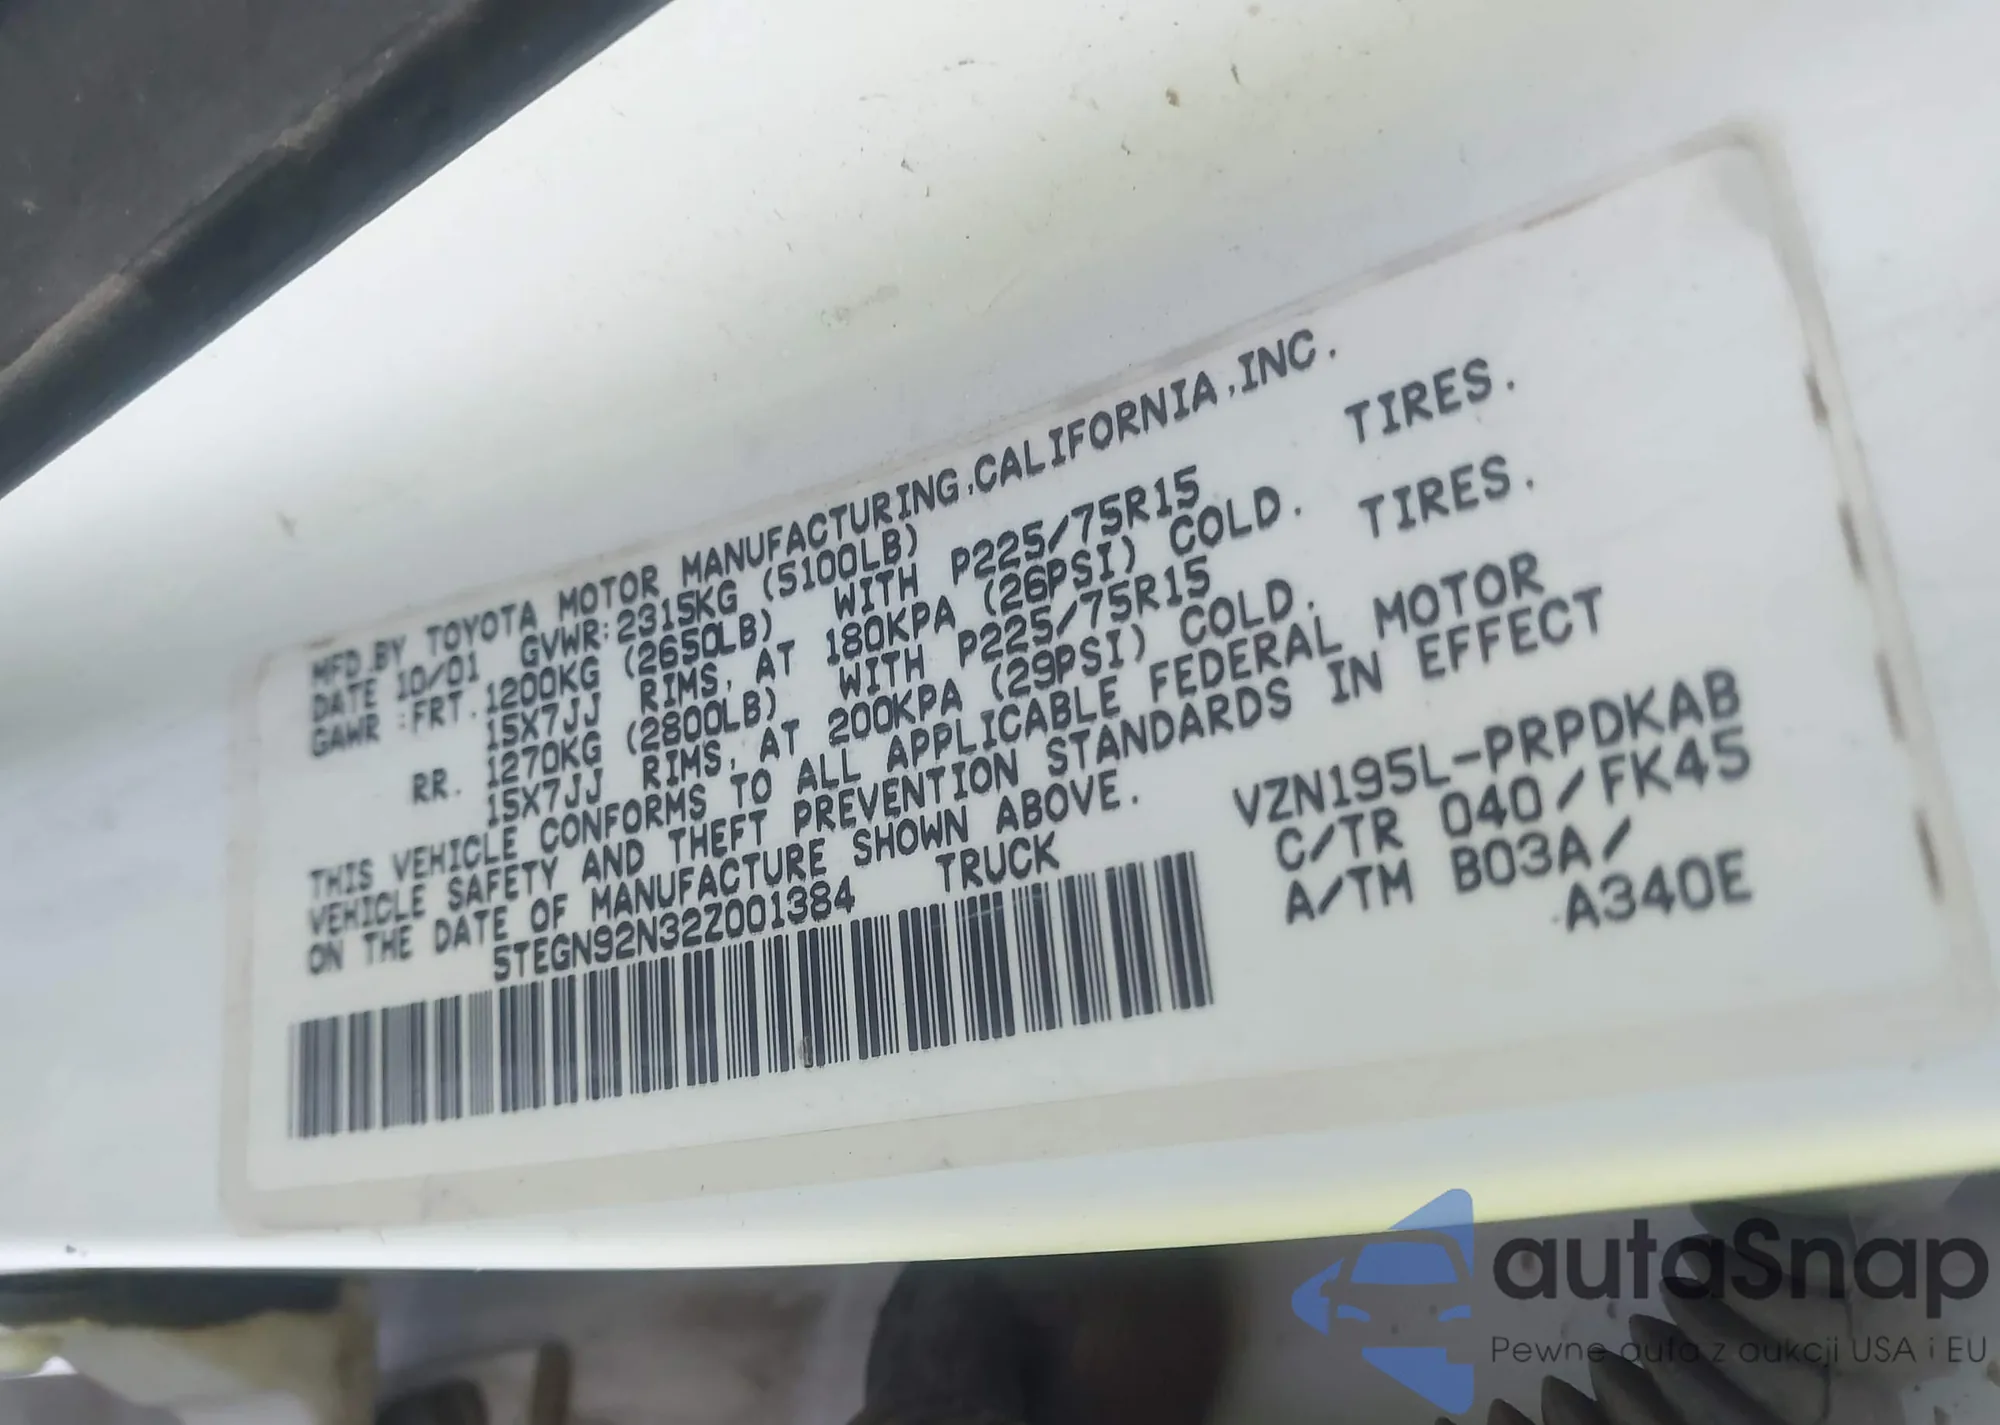 MFD.BY TOYOTA MOTOR MANUFACTURING,CALIFORNIA,INC.
DATE 10/01 GVWR:2315KG (5100LB)
GAWR :FRT.1200KG (2650LB) WITH P225/75R15 TIRES.
15X7JJ RIMS, AT 180KPA (26PSI) COLD.
RR. 1270KG (2800LB) WITH P225/75R15 TIRES.
15X7JJ RIMS, AT 200KPA (29PSI) COLD.
THIS VEHICLE CONFORMS TO ALL APPLICABLE FEDERAL MOTOR
VEHICLE SAFETY AND THEFT PREVENTION STANDARDS IN EFFECT
ON THE DATE OF MANUFACTURE SHOWN ABOVE.
5TEGN92N32Z001384 TRUCK
VZN195L-PRPDKAB
C/TR 040/FK45
A/TM B03A/
A340E
autaSnap
Pewne auta z aukcji USA i EU